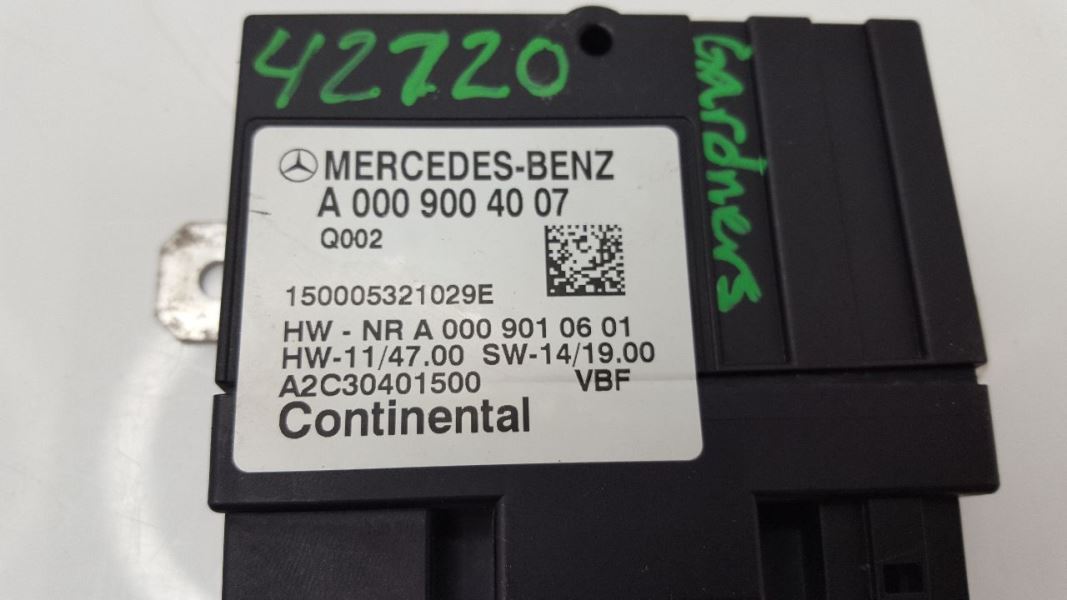 42720
Gardners
MERCEDES-BENZ
A 000 900 40 07
Q002
150005321029E
HW - NR A 000 901 06 01
HW-11/47.00 SW-14/19.00
A2C30401500 VBF
Continental